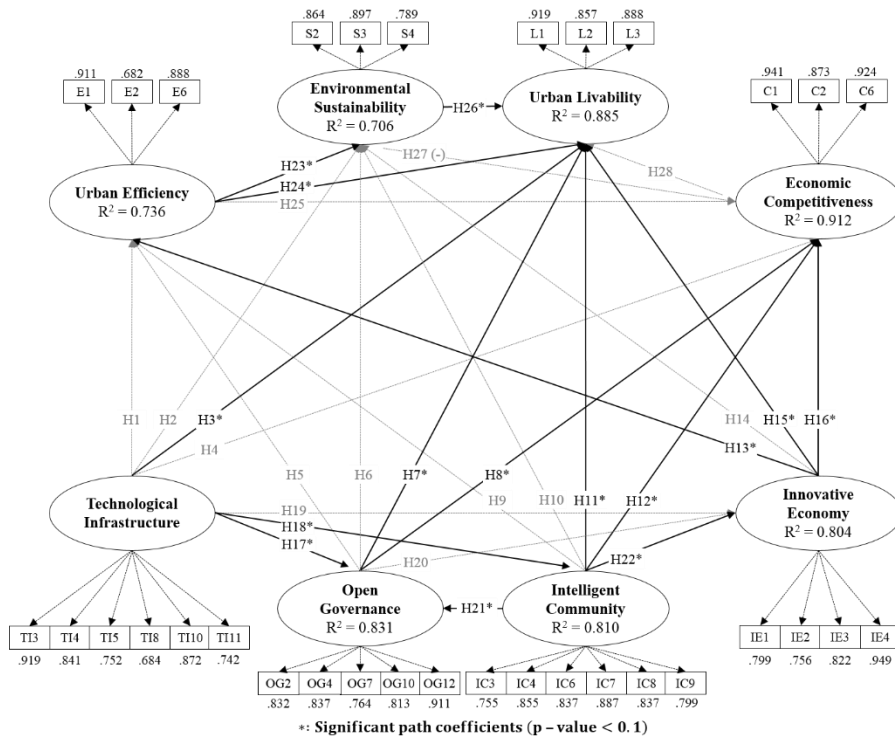 .864 .897 .789
S2 S3 S4
.919 .857 .888
L1 L2 L3
.911 .682 .888
E1 E2 E6
.941 .873 .924
C1 C2 C6
Environmental
Sustainability
R² = 0.706
H26*
Urban Livability
R² = 0.885
Urban Efficiency
R² = 0.736
H23*
H24*
H25
H27 (-)
H28
Economic
Competitiveness
R² = 0.912
H1
H2
H3*
H4
H5
H6
H7*
H8*
H9
H10
H11*
H12*
H13*
H14
H15*
H16*
Technological
Infrastructure
H19
H18*
H17*
H20
H22*
Innovative
Economy
R² = 0.804
Open
Governance
R² = 0.831
H21*
Intelligent
Community
R² = 0.810
TI3 TI4 TI5 TI8 TI10 TI11
.919 .841 .752 .684 .872 .742
OG2 OG4 OG7 OG10 OG12
.832 .837 .764 .813 .911
IC3 IC4 IC6 IC7 IC8 IC9
.755 .855 .837 .887 .837 .799
IE1 IE2 IE3 IE4
.799 .756 .822 .949
*: Significant path coefficients (p − value < 0.1)